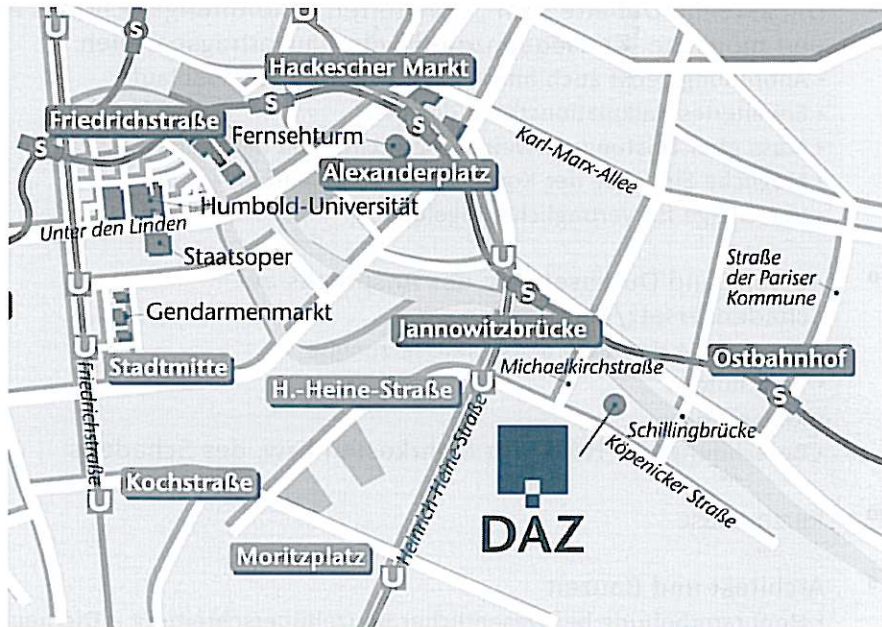 U
U
S
S
S
S
Hackescher Markt
Friedrichstraße
Fernsehturm
Alexanderplatz
Karl-Marx-Allee
Humbold-Universität
Unter den Linden
Staatsoper
U
U
S
Straße
der Pariser
Kommune
Gendarmenmarkt
Jannowitzbrücke
U
Stadtmitte
Friedrichstraße
H.-Heine-Straße
U
Michaelkirchstraße
Ostbahnhof
S
Schillingbrücke
Köpenicker Straße
Heinrich-Heine-Straße
Kochstraße
U
DAZ
Moritzplatz
U